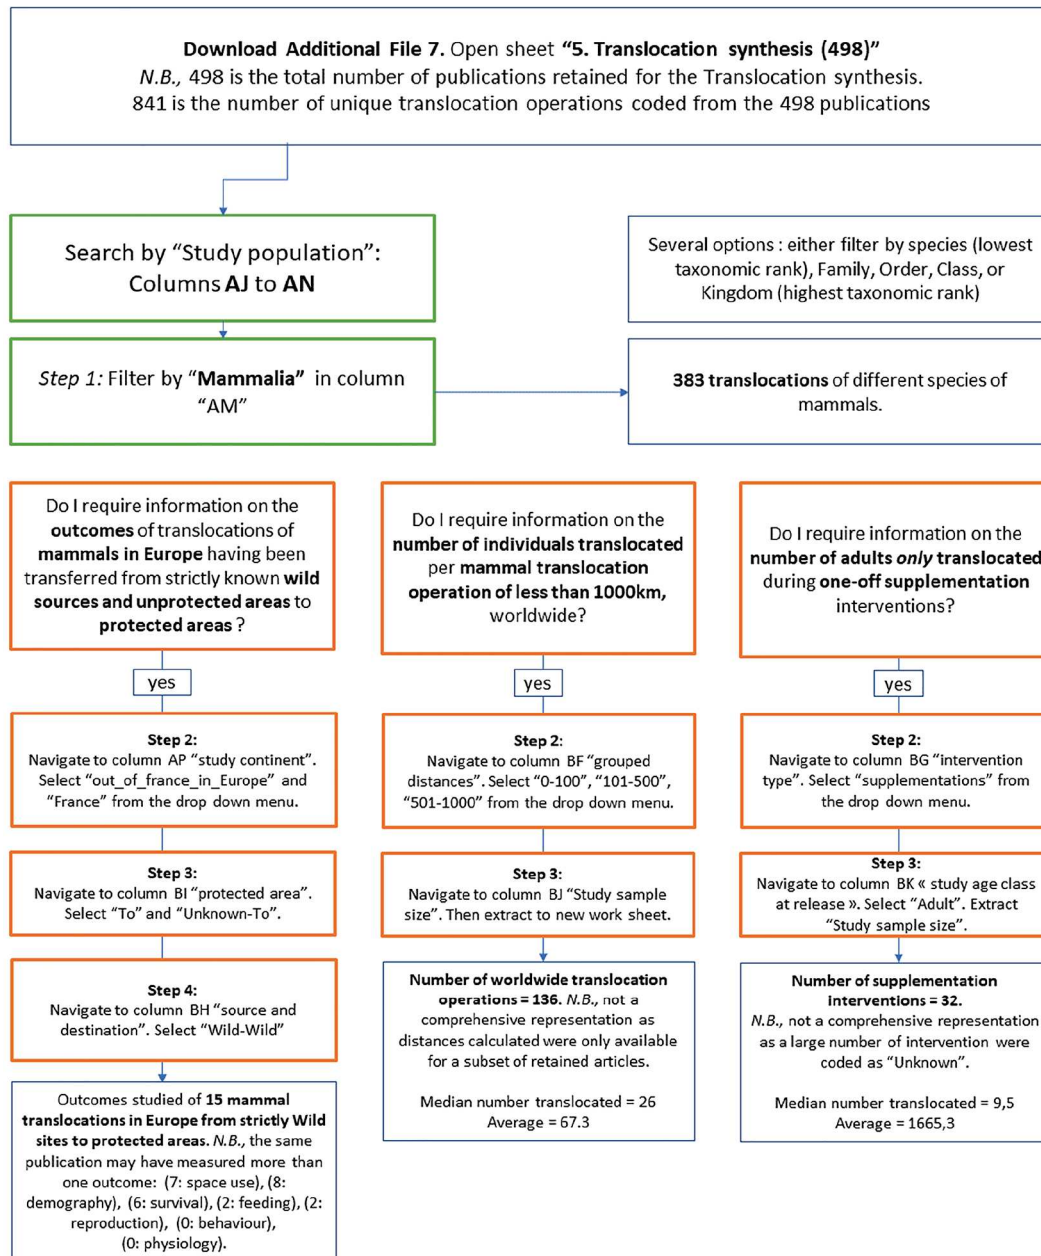 Download Additional File 7. Open sheet “5. Translocation synthesis (498)”
N.B., 498 is the total number of publications retained for the Translocation synthesis.
841 is the number of unique translocation operations coded from the 498 publications
Search by “Study population”:
Columns AJ to AN
Several options : either filter by species (lowest
taxonomic rank), Family, Order, Class, or
Kingdom (highest taxonomic rank)
Step 1: Filter by “Mammalia” in column
“AM”
383 translocations of different species of
mammals.
Do I require information on the
outcomes of translocations of
mammals in Europe having been
transferred from strictly known wild
sources and unprotected areas to
protected areas ?
yes
Step 2:
Navigate to column AP “study continent”.
Select “out_of_france_in_Europe” and
“France” from the drop down menu.
Step 3:
Navigate to column BI “protected area”.
Select “To” and “Unknown-To”.
Step 4:
Navigate to column BH “source and
destination”. Select “Wild-Wild”
Outcomes studied of 15 mammal
translocations in Europe from strictly Wild
sites to protected areas. N.B., the same
publication may have measured more than
one outcome: (7: space use), (8:
demography), (6: survival), (2: feeding), (2:
reproduction), (0: behaviour),
(0: physiology).
Do I require information on the
number of individuals translocated
per mammal translocation
operation of less than 1000km,
worldwide?
yes
Step 2:
Navigate to column BF “grouped
distances”. Select “0-100”, “101-500”,
“501-1000” from the drop down menu.
Step 3:
Navigate to column BJ “Study sample
size”. Then extract to new work sheet.
Number of worldwide translocation
operations = 136. N.B., not a
comprehensive representation as
distances calculated were only available
for a subset of retained articles.
Median number translocated = 26
Average = 67.3
Do I require information on the
number of adults only translocated
during one-off supplementation
interventions?
yes
Step 2:
Navigate to column BG “intervention
type”. Select “supplementations” from
the drop down menu.
Step 3:
Navigate to column BK « study age class
at release ». Select “Adult”. Extract
“Study sample size”.
Number of supplementation
interventions = 32.
N.B., not a comprehensive representation
as a large number of intervention were
coded as “Unknown”.
Median number translocated = 9,5
Average = 1665,3